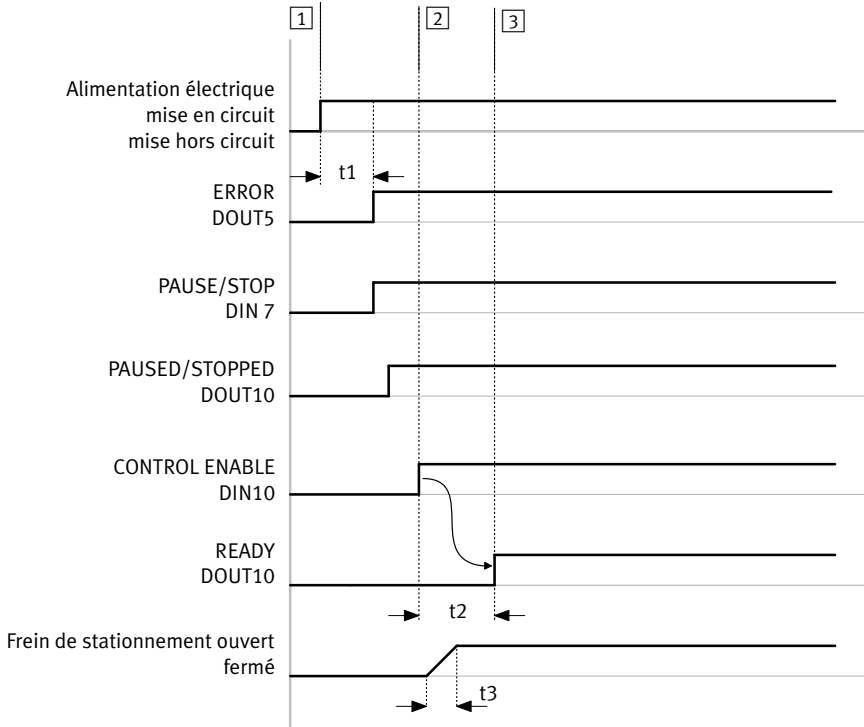 1
2
3
Alimentation électrique
mise en circuit
mise hors circuit
t1
ERROR
DOUT5
PAUSE/STOP
DIN 7
PAUSED/STOPPED
DOUT10
CONTROL ENABLE
DIN10
READY
DOUT10
t2
Frein de stationnement ouvert
fermé
t3